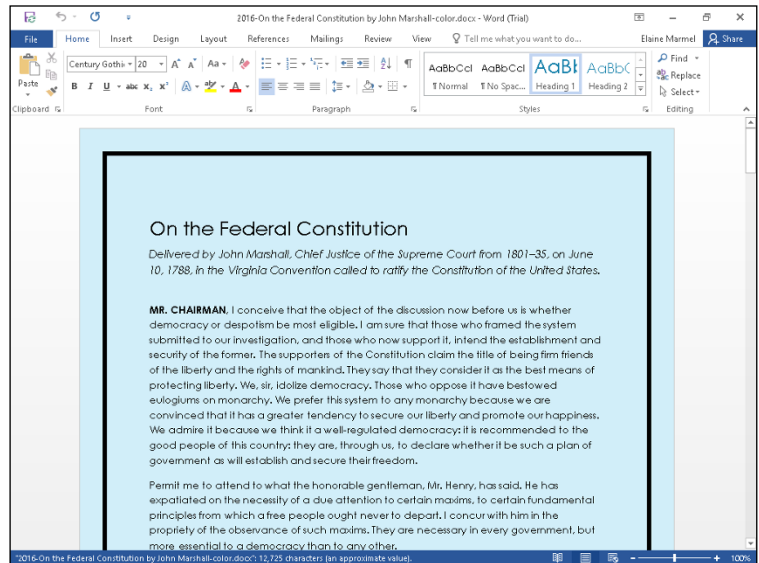 2016-On the Federal Constitution by John Marshall-color.docx - Word (Trial)
File Home Insert Design Layout References Mailings Review View Tell me what you want to do... Elaine Marmel Share
Paste
Clipboard
Century Gothi 20 A A Aa
B I U abc x₂ x² A A
Font
Paragraph
AaBbCcI AaBbCcI AaBb AaBbC
¶ Normal ¶ No Spac... Heading 1 Heading 2
Styles
Find
Replace
Select
Editing
On the Federal Constitution
Delivered by John Marshall, Chief Justice of the Supreme Court from 1801–35, on June
10, 1788, in the Virginia Convention called to ratify the Constitution of the United States.
MR. CHAIRMAN, I conceive that the object of the discussion now before us is whether
democracy or despotism be most eligible. I am sure that those who framed the system
submitted to our investigation, and those who now support it, intend the establishment and
security of the former. The supporters of the Constitution claim the title of being firm friends
of the liberty and the rights of mankind. They say that they consider it as the best means of
protecting liberty. We, sir, idolize democracy. Those who oppose it have bestowed
eulogiums on monarchy. We prefer this system to any monarchy because we are
convinced that it has a greater tendency to secure our liberty and promote our happiness.
We admire it because we think it a well-regulated democracy: it is recommended to the
good people of this country: they are, through us, to declare whether it be such a plan of
government as will establish and secure their freedom.
Permit me to attend to what the honorable gentleman, Mr. Henry, has said. He has
expatiated on the necessity of a due attention to certain maxims, to certain fundamental
principles from which a free people ought never to depart. I concur with him in the
propriety of the observance of such maxims. They are necessary in every government, but
more essential to a democracy than to any other.
"2016-On the Federal Constitution by John Marshall-color.docx": 12,725 characters (an approximate value). 100%